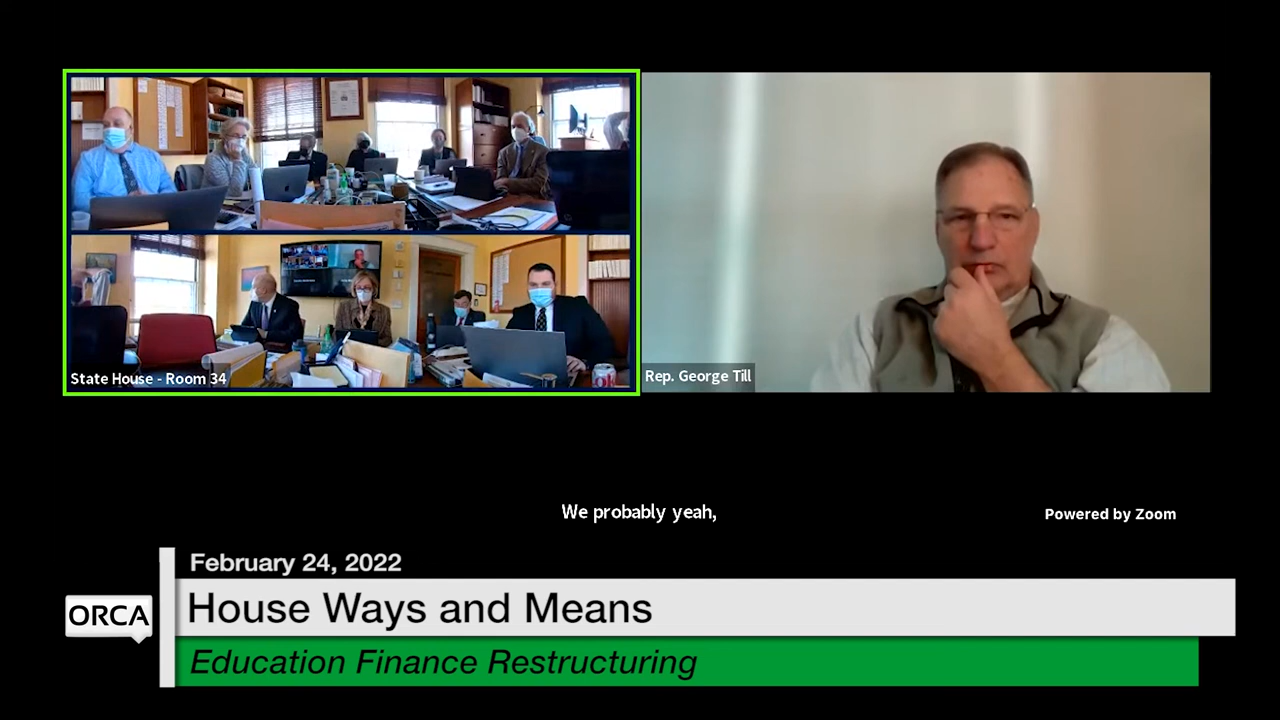 State House - Room 34
Rep. George Till
We probably yeah,
Powered by Zoom
February 24, 2022
ORCA
House Ways and Means
Education Finance Restructuring